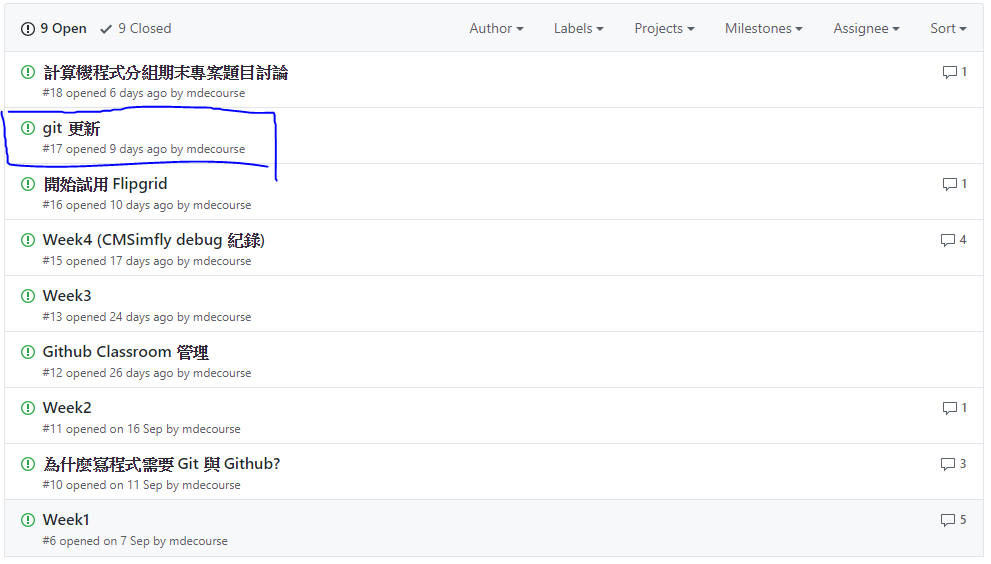 9 Open 9 Closed Author Labels Projects Milestones Assignee Sort
計算機程式分組期末專案題目討論 1
#18 opened 6 days ago by mdecourse
git 更新
#17 opened 9 days ago by mdecourse
開始試用 Flipgrid 1
#16 opened 10 days ago by mdecourse
Week4 (CMSimfly debug 紀錄) 4
#15 opened 17 days ago by mdecourse
Week3
#13 opened 24 days ago by mdecourse
Github Classroom 管理
#12 opened 26 days ago by mdecourse
Week2 1
#11 opened on 16 Sep by mdecourse
為什麼寫程式需要 Git 與 Github? 3
#10 opened on 11 Sep by mdecourse
Week1 5
#6 opened on 7 Sep by mdecourse